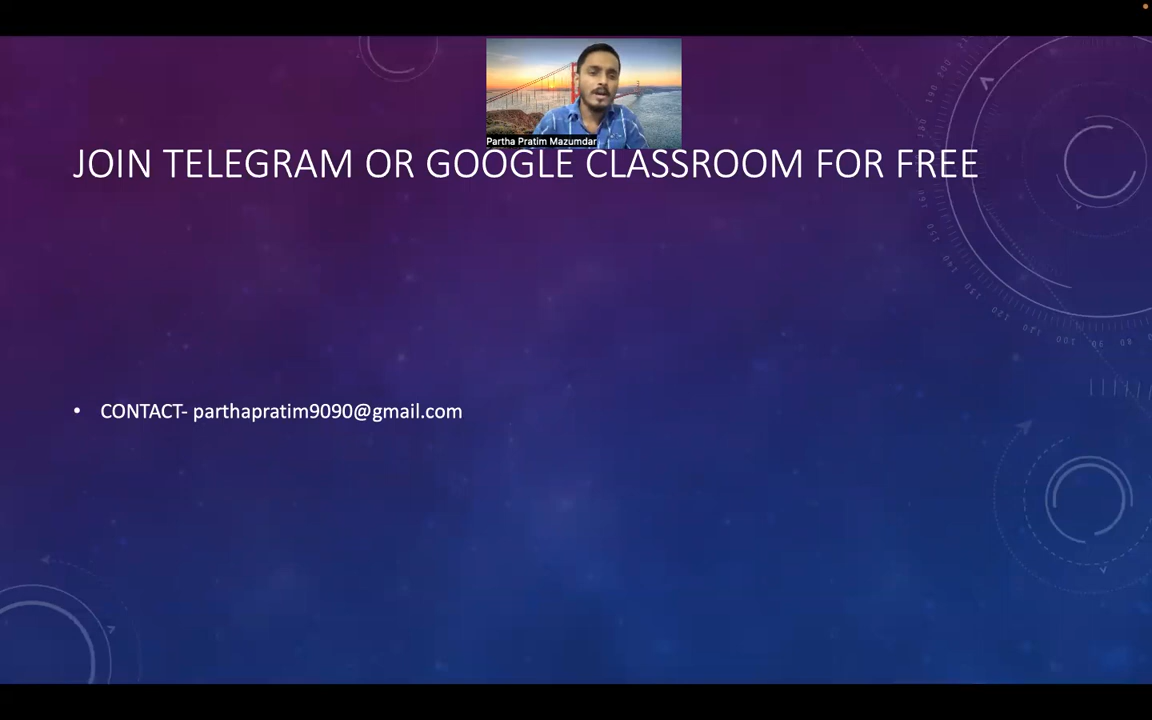 Partha Pratim Mazumdar
JOIN TELEGRAM OR GOOGLE CLASSROOM FOR FREE
• CONTACT- parthapratim9090@gmail.com